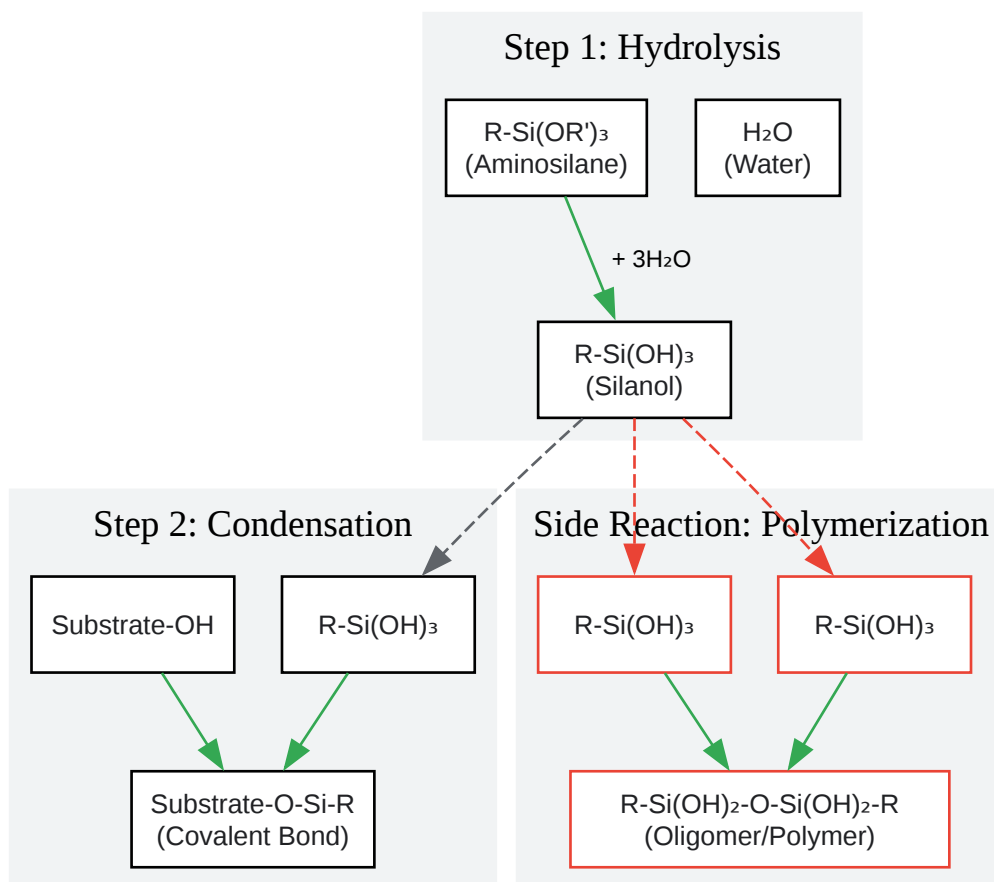 Step 1: Hydrolysis
R-Si(OR')₃
(Aminosilane)
H₂O
(Water)
+ 3H₂O
R-Si(OH)₃
(Silanol)
Step 2: Condensation
Substrate-OH
R-Si(OH)₃
Substrate-O-Si-R
(Covalent Bond)
Side Reaction: Polymerization
R-Si(OH)₃
R-Si(OH)₃
R-Si(OH)₂-O-Si(OH)₂-R
(Oligomer/Polymer)